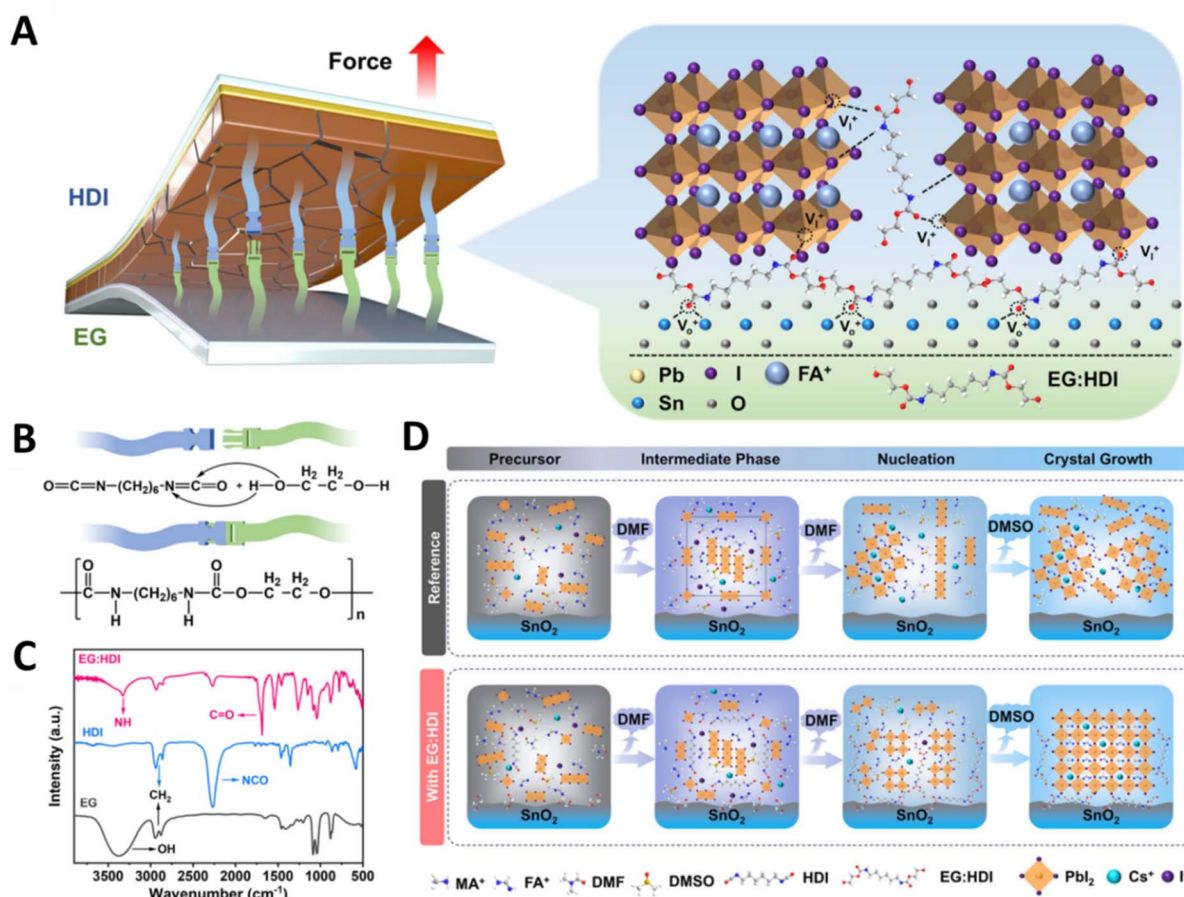 A
Force
HDI
EG
V_I^+
V_I^+
V_I^+
V_I^+
V_o^+ V_o^+ V_o^+
Pb I FA⁺ EG:HDI
Sn O
B
O=C=N−(CH₂)₆−N=C=O + H−O−C−C−O−H
H₂ H₂
O O
C−N−(CH₂)₆−N−C−O−C−C−O
H H
H₂ H₂
n
C
EG:HDI
NH
C=O
HDI
NCO
CH₂
EG
OH
Intensity (a.u.)
3500 3000 2500 2000 1500 1000 500
Wavenumber (cm⁻¹)
D
Precursor Intermediate Phase Nucleation Crystal Growth
Reference
DMF DMF DMSO
SnO₂ SnO₂ SnO₂ SnO₂
With EG:HDI
DMF DMF DMSO
SnO₂ SnO₂ SnO₂ SnO₂
MA⁺ FA⁺ DMF DMSO HDI EG:HDI PbI₂ Cs⁺ I